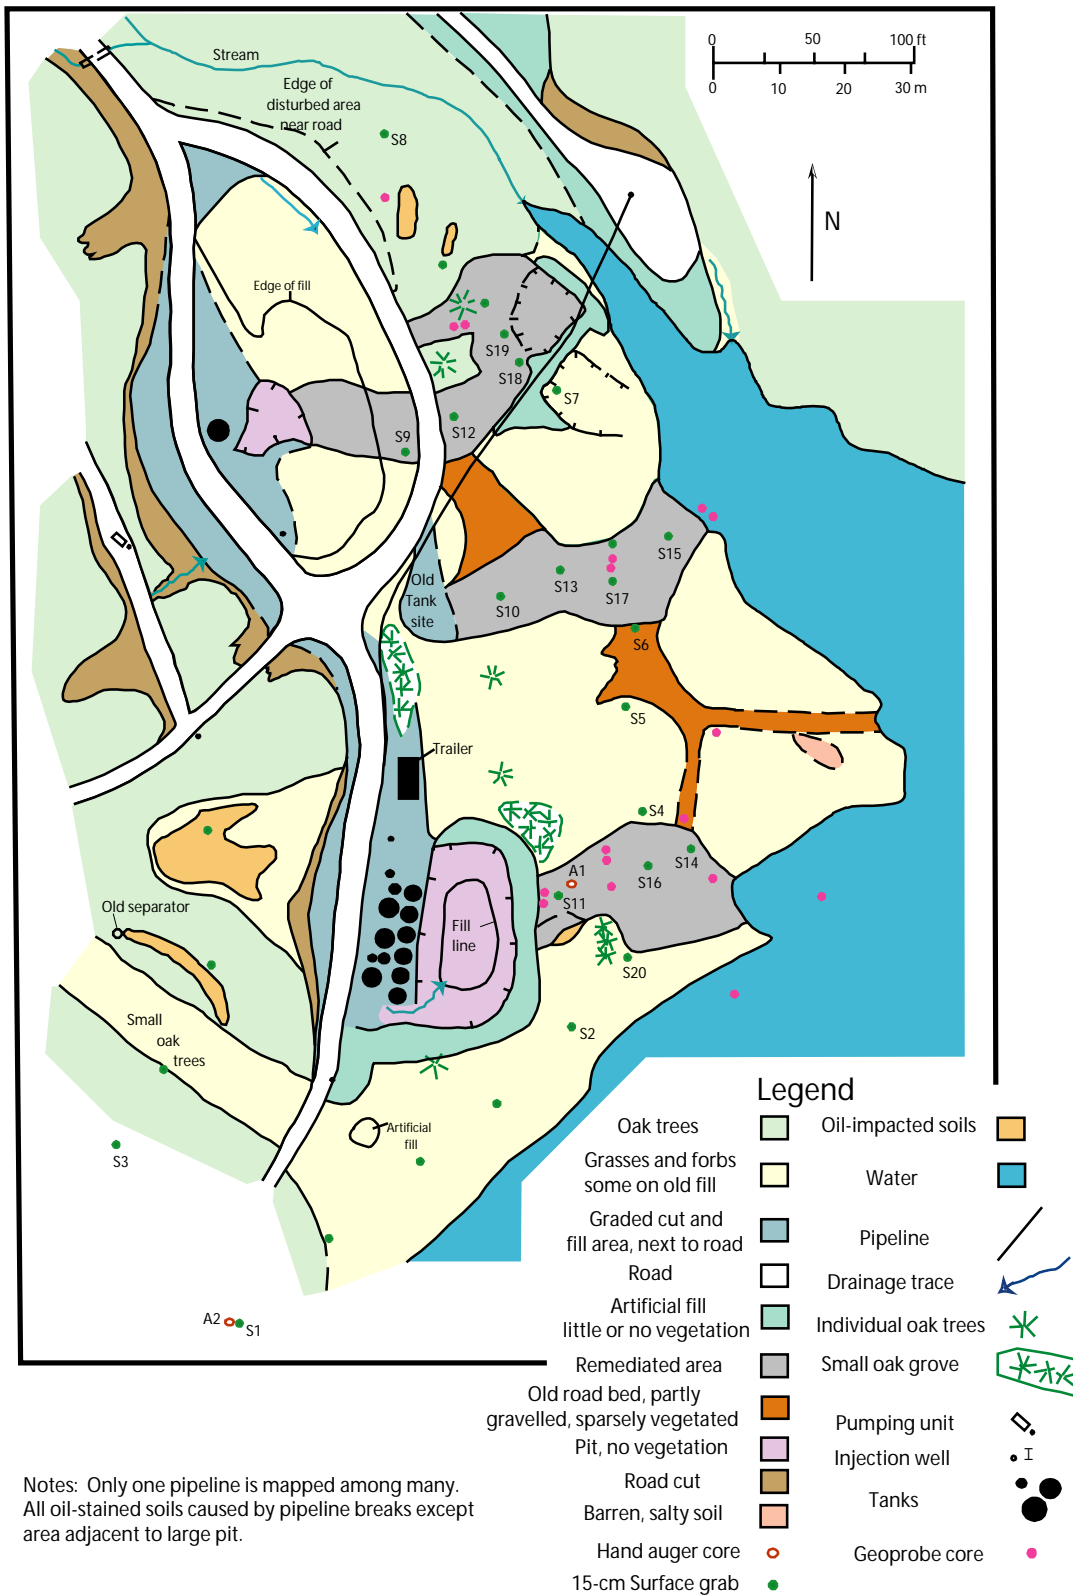 0 50 100 ft
0 10 20 30 m
N
Stream
Edge of
disturbed area
near road
S8
Edge of fill
S19
S18
S7
S12
S9
S15
S13
S17
S10
Old
Tank
site
S6
S5
Trailer
S4
S14
A1
S16
S11
Old separator
Fill
line
S20
Small
oak
trees
S2
Artificial
fill
S3
A2
S1
Legend
Oak trees
Grasses and forbs
some on old fill
Graded cut and
fill area, next to road
Road
Artificial fill
little or no vegetation
Remediated area
Old road bed, partly
gravelled, sparsely vegetated
Pit, no vegetation
Road cut
Barren, salty soil
Hand auger core
15-cm Surface grab
Oil-impacted soils
Water
Pipeline
Drainage trace
Individual oak trees
Small oak grove
Pumping unit
Injection well
I
Tanks
Geoprobe core
Notes: Only one pipeline is mapped among many.
All oil-stained soils caused by pipeline breaks except
area adjacent to large pit.